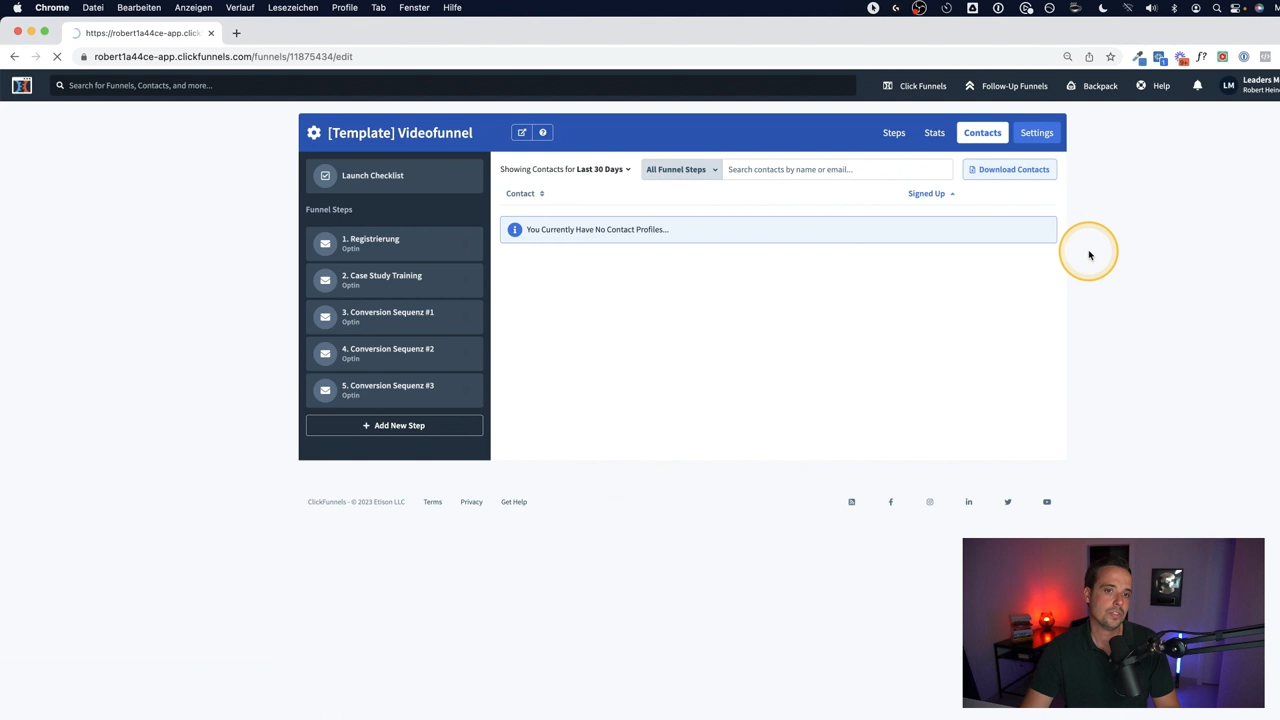 Chrome Datei Bearbeiten Anzeigen Verlauf Lesezeichen Profile Tab Fenster Hilfe
https://robert1a44ce-app.click
robert1a44ce-app.clickfunnels.com/funnels/11875434/edit
Search for Funnels, Contacts, and more...
Click Funnels Follow-Up Funnels Backpack Help LM Leaders M
Robert Hein
[Template] Videofunnel Steps Stats Contacts Settings
Launch Checklist
Showing Contacts for Last 30 Days All Funnel Steps Search contacts by name or email... Download Contacts
Contact Signed Up
Funnel Steps
You Currently Have No Contact Profiles...
1. Registrierung
Optin
2. Case Study Training
Optin
3. Conversion Sequenz #1
Optin
4. Conversion Sequenz #2
Optin
5. Conversion Sequenz #3
Optin
+ Add New Step
ClickFunnels - © 2023 Etison LLC Terms Privacy Get Help